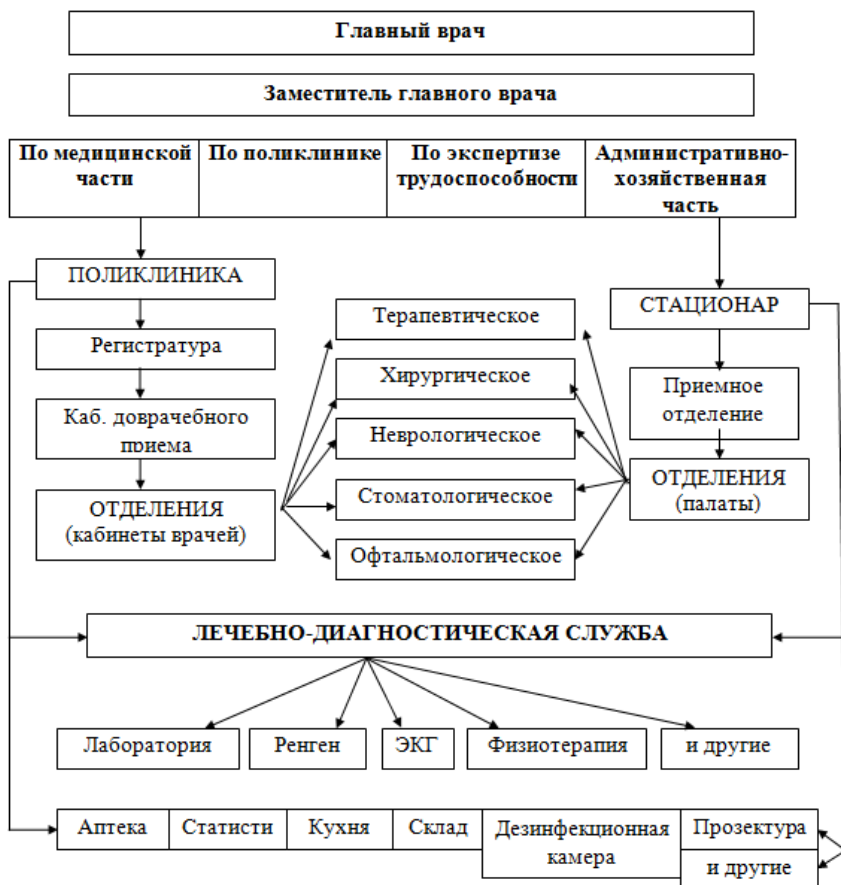 Главный врач
Заместитель главного врача
По медицинской
части
По поликлинике
По экспертизе
трудоспособности
Административно-
хозяйственная
часть
ПОЛИКЛИНИКА
Регистратура
Каб. доврачебного
приема
ОТДЕЛЕНИЯ
(кабинеты врачей)
Терапевтическое
Хирургическое
Неврологическое
Стоматологическое
Офтальмологическое
СТАЦИОНАР
Приемное
отделение
ОТДЕЛЕНИЯ
(палаты)
ЛЕЧЕБНО-ДИАГНОСТИЧЕСКАЯ СЛУЖБА
Лаборатория
Ренген
ЭКГ
Физиотерапия
и другие
Аптека
Статисти
Кухня
Склад
Дезинфекционная
камера
Прозектура
и другие